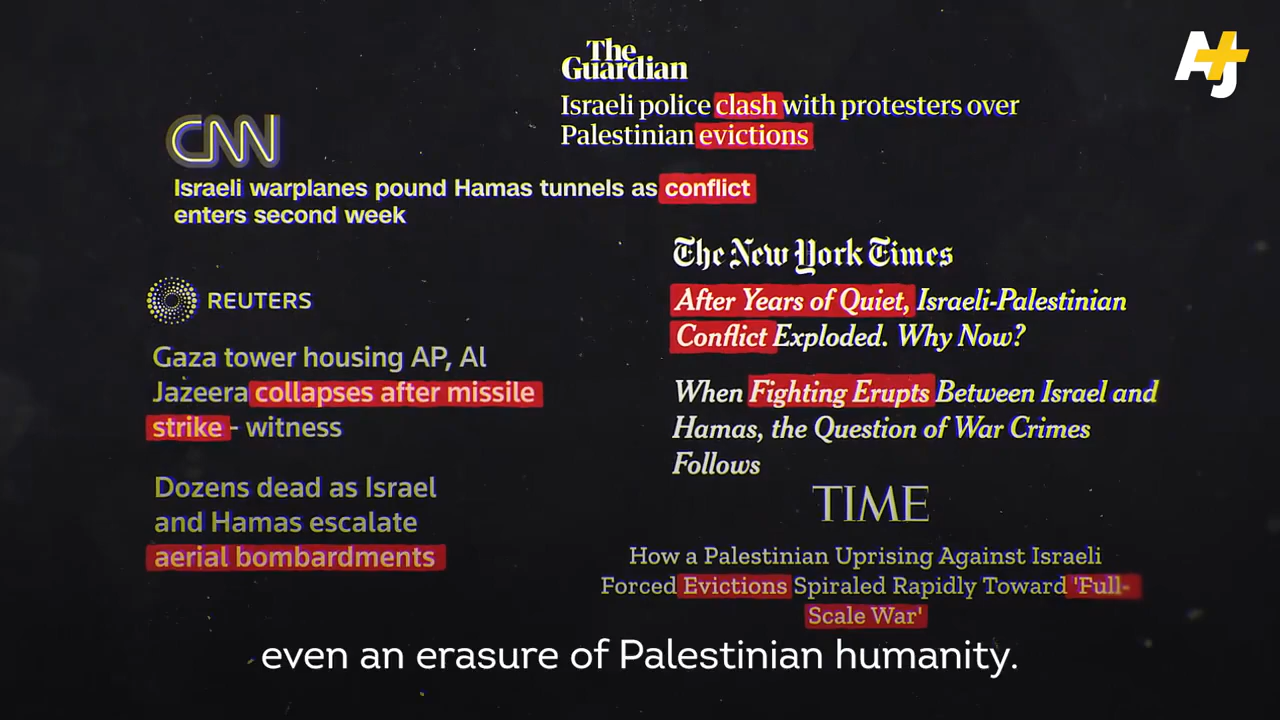 AJ+
The
Guardian
Israeli police clash with protesters over
Palestinian evictions
CNN
Israeli warplanes pound Hamas tunnels as conflict
enters second week
The New York Times
After Years of Quiet, Israeli-Palestinian
Conflict Exploded. Why Now?
When Fighting Erupts Between Israel and
Hamas, the Question of War Crimes
Follows
REUTERS
Gaza tower housing AP, Al
Jazeera collapses after missile
strike - witness
Dozens dead as Israel
and Hamas escalate
aerial bombardments
TIME
How a Palestinian Uprising Against Israeli
Forced Evictions Spiraled Rapidly Toward 'Full-
Scale War'
even an erasure of Palestinian humanity.